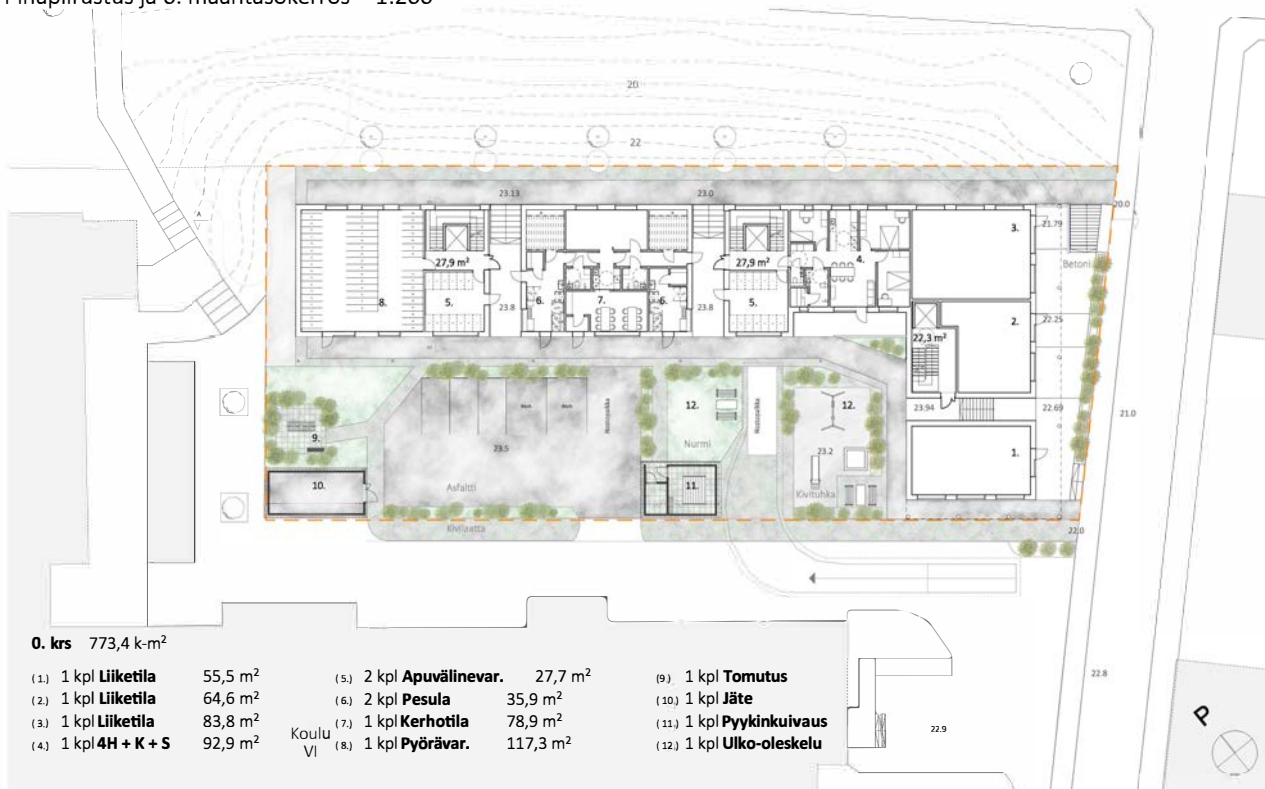 Pihapiirustus ja 0. maantasokerros 1:200
20
22
23.13
23.0
20.0
21.79
3.
4.
27,9 m²
27,9 m²
Betoni
8.
5.
6.
7.
6.
5.
23.8
23.8
2.
22.25
22,3 m²
12.
12.
23.94
22.69
21.0
Nostopaikka
Nostopaikka
Nurmi
9.
23.5
23.2
1.
10.
11.
Asfaltti
Kivituhka
Kivilaatta
22.0
0. krs 773,4 k-m²
(1.) 1 kpl Liiketila 55,5 m²
(2.) 1 kpl Liiketila 64,6 m²
(3.) 1 kpl Liiketila 83,8 m²
(4.) 1 kpl 4H + K + S 92,9 m²
Koulu
VI
(5.) 2 kpl Apuvälinevar. 27,7 m²
(6.) 2 kpl Pesula 35,9 m²
(7.) 1 kpl Kerhotila 78,9 m²
(8.) 1 kpl Pyörävar. 117,3 m²
(9.) 1 kpl Tomutus
(10.) 1 kpl Jäte
(11.) 1 kpl Pyykinkuivaus
(12.) 1 kpl Ulko-oleskelu
22.8
22.9
P